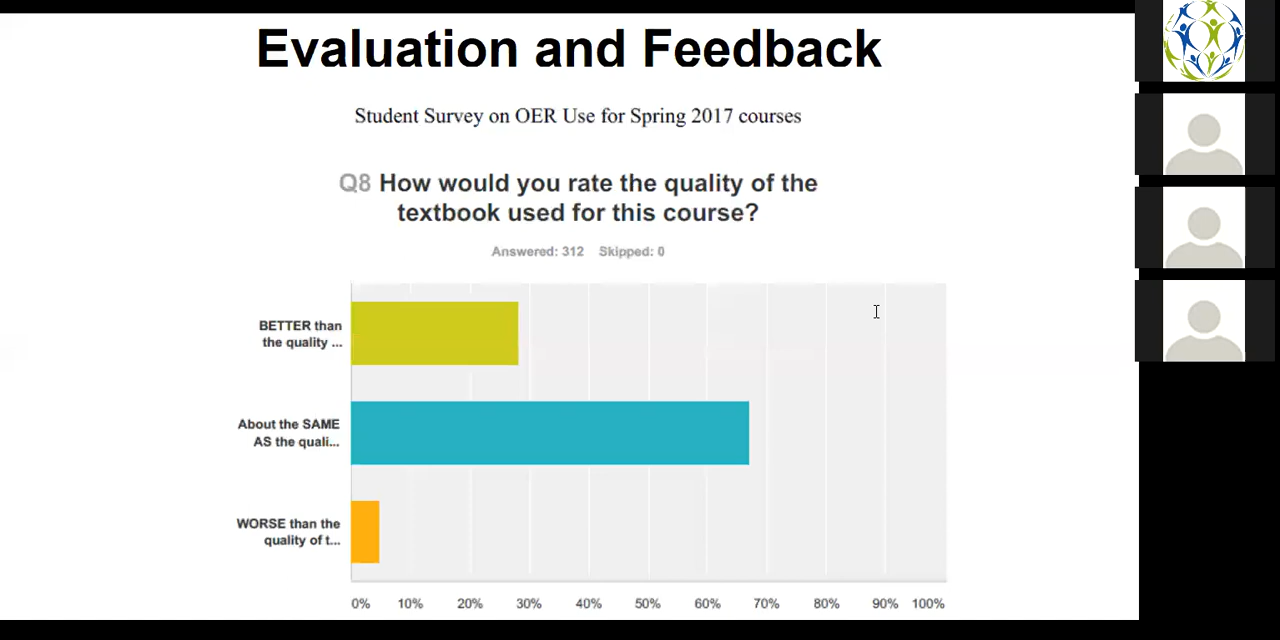 Evaluation and Feedback
Student Survey on OER Use for Spring 2017 courses
Q8 How would you rate the quality of the
textbook used for this course?
Answered: 312 Skipped: 0
BETTER than
the quality ...
About the SAME
AS the quali...
WORSE than the
quality of t...
0% 10% 20% 30% 40% 50% 60% 70% 80% 90% 100%